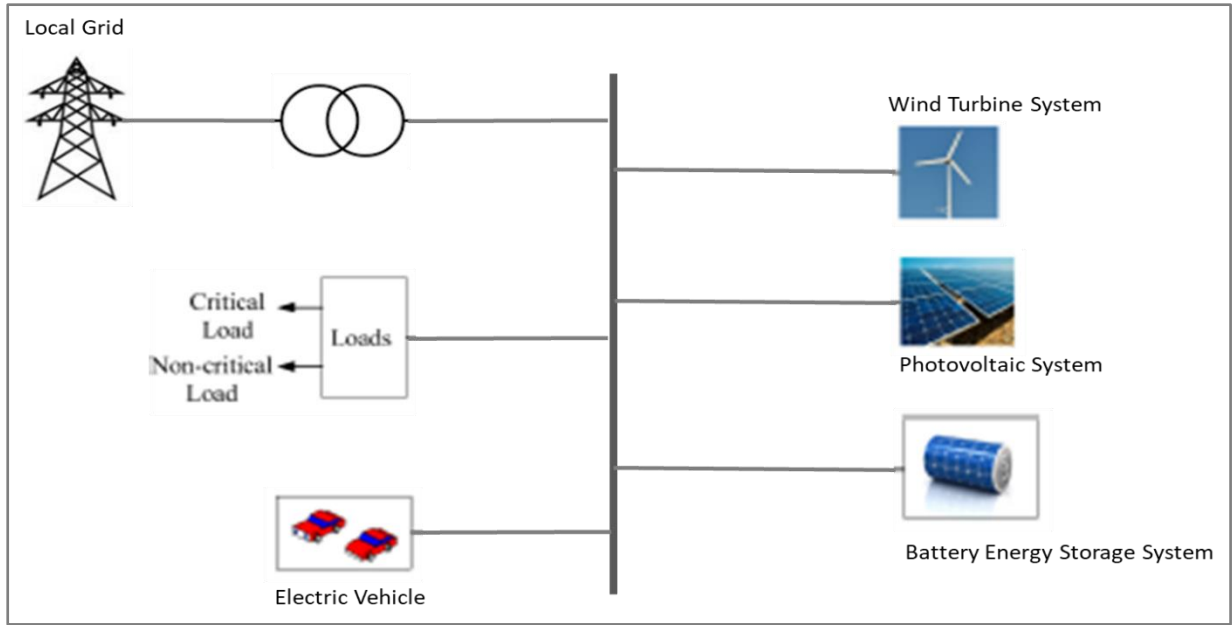 Local Grid
Wind Turbine System
Critical
Load
Loads
Non-critical
Load
Photovoltaic System
Battery Energy Storage System
Electric Vehicle